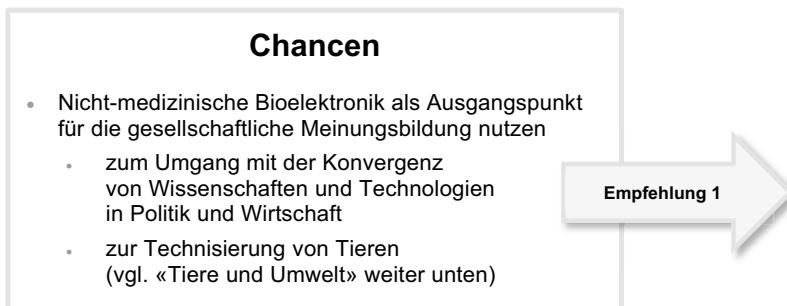 Chancen
• Nicht-medizinische Bioelektronik als Ausgangspunkt
für die gesellschaftliche Meinungsbildung nutzen
• zum Umgang mit der Konvergenz
von Wissenschaften und Technologien
in Politik und Wirtschaft
• zur Technisierung von Tieren
(vgl. «Tiere und Umwelt» weiter unten)
Empfehlung 1